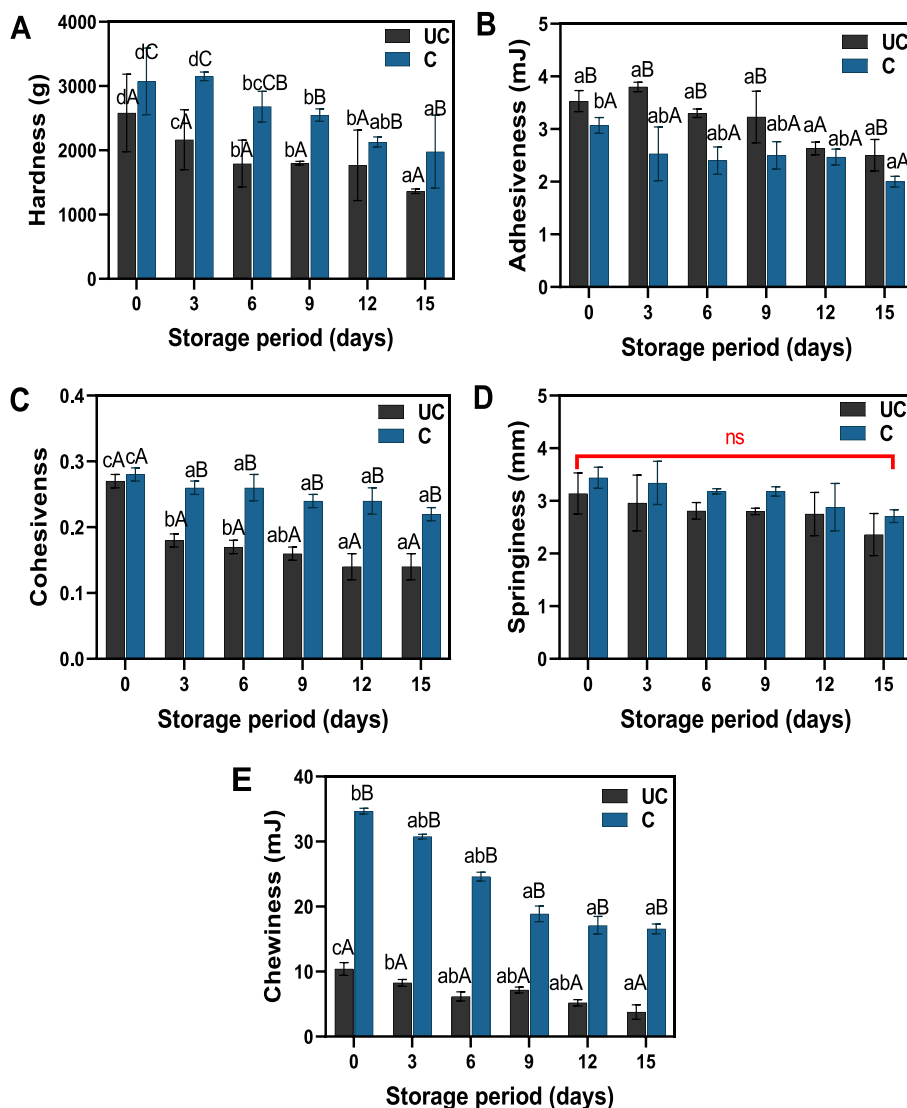 A
Hardness (g)
4000
3000
2000
1000
0
UC
C
dA
dC
cA
dC
bA
bcCB
bA
bB
bA
abB
aA
aB
0 3 6 9 12 15
Storage period (days)
B
Adhesiveness (mJ)
5
4
3
2
1
0
UC
C
aB
bA
aB
abA
aB
abA
aB
abA
aA
abA
aB
aA
0 3 6 9 12 15
Storage period (days)
C
Cohesivenss
0.4
0.3
0.2
0.1
0.0
UC
C
cA
cA
bA
aB
bA
aB
abA
aB
aA
aB
aA
aB
0 3 6 9 12 15
Storage period (days)
D
Springiness (mm)
5
4
3
2
1
0
UC
C
ns
0 3 6 9 12 15
Storage period (days)
E
Chewiness (mJ)
40
30
20
10
0
UC
C
cA
bB
bA
abB
abA
abB
abA
aB
abA
aB
aA
aB
0 3 6 9 12 15
Storage period (days)